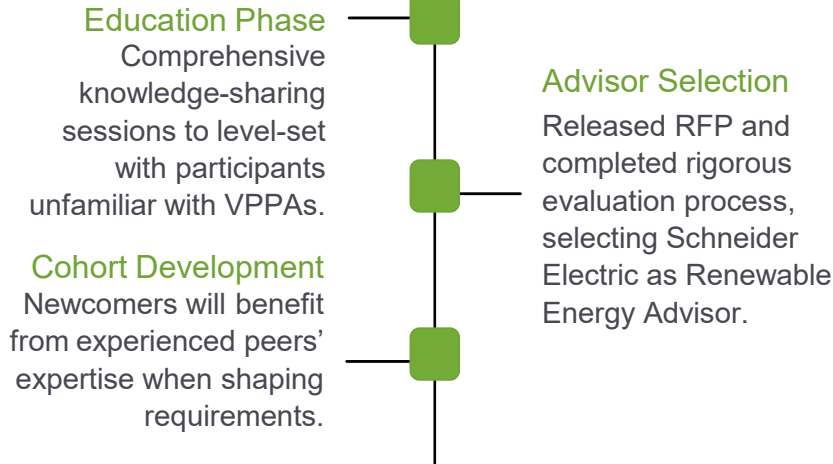 Education Phase
Comprehensive
knowledge-sharing
sessions to level-set
with participants
unfamiliar with VPPAs.
Advisor Selection
Released RFP and
completed rigorous
evaluation process,
selecting Schneider
Electric as Renewable
Energy Advisor.
Cohort Development
Newcomers will benefit
from experienced peers’
expertise when shaping
requirements.